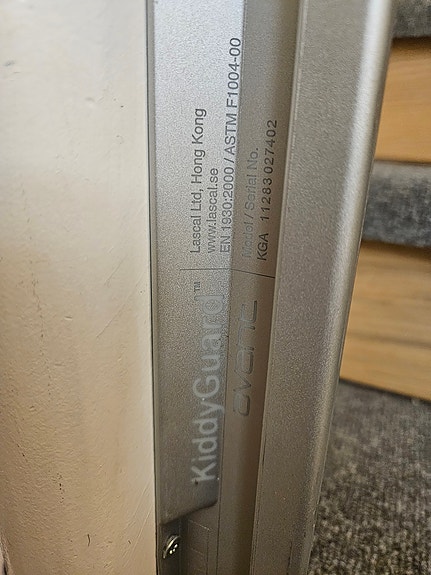 KiddyGuard™
avant
Lascal Ltd, Hong Kong
www.lascal.se
EN 1930:2000 / ASTM F1004-00
Model / Serial No.
KGA 11283 027402